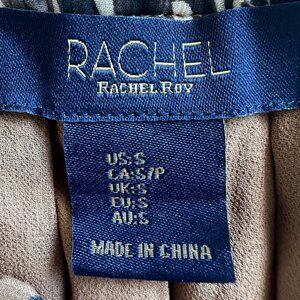 RACHEL
RACHEL ROY
US:S
CA:S/P
UK:S
EU:S
AU:S
MADE IN CHINA